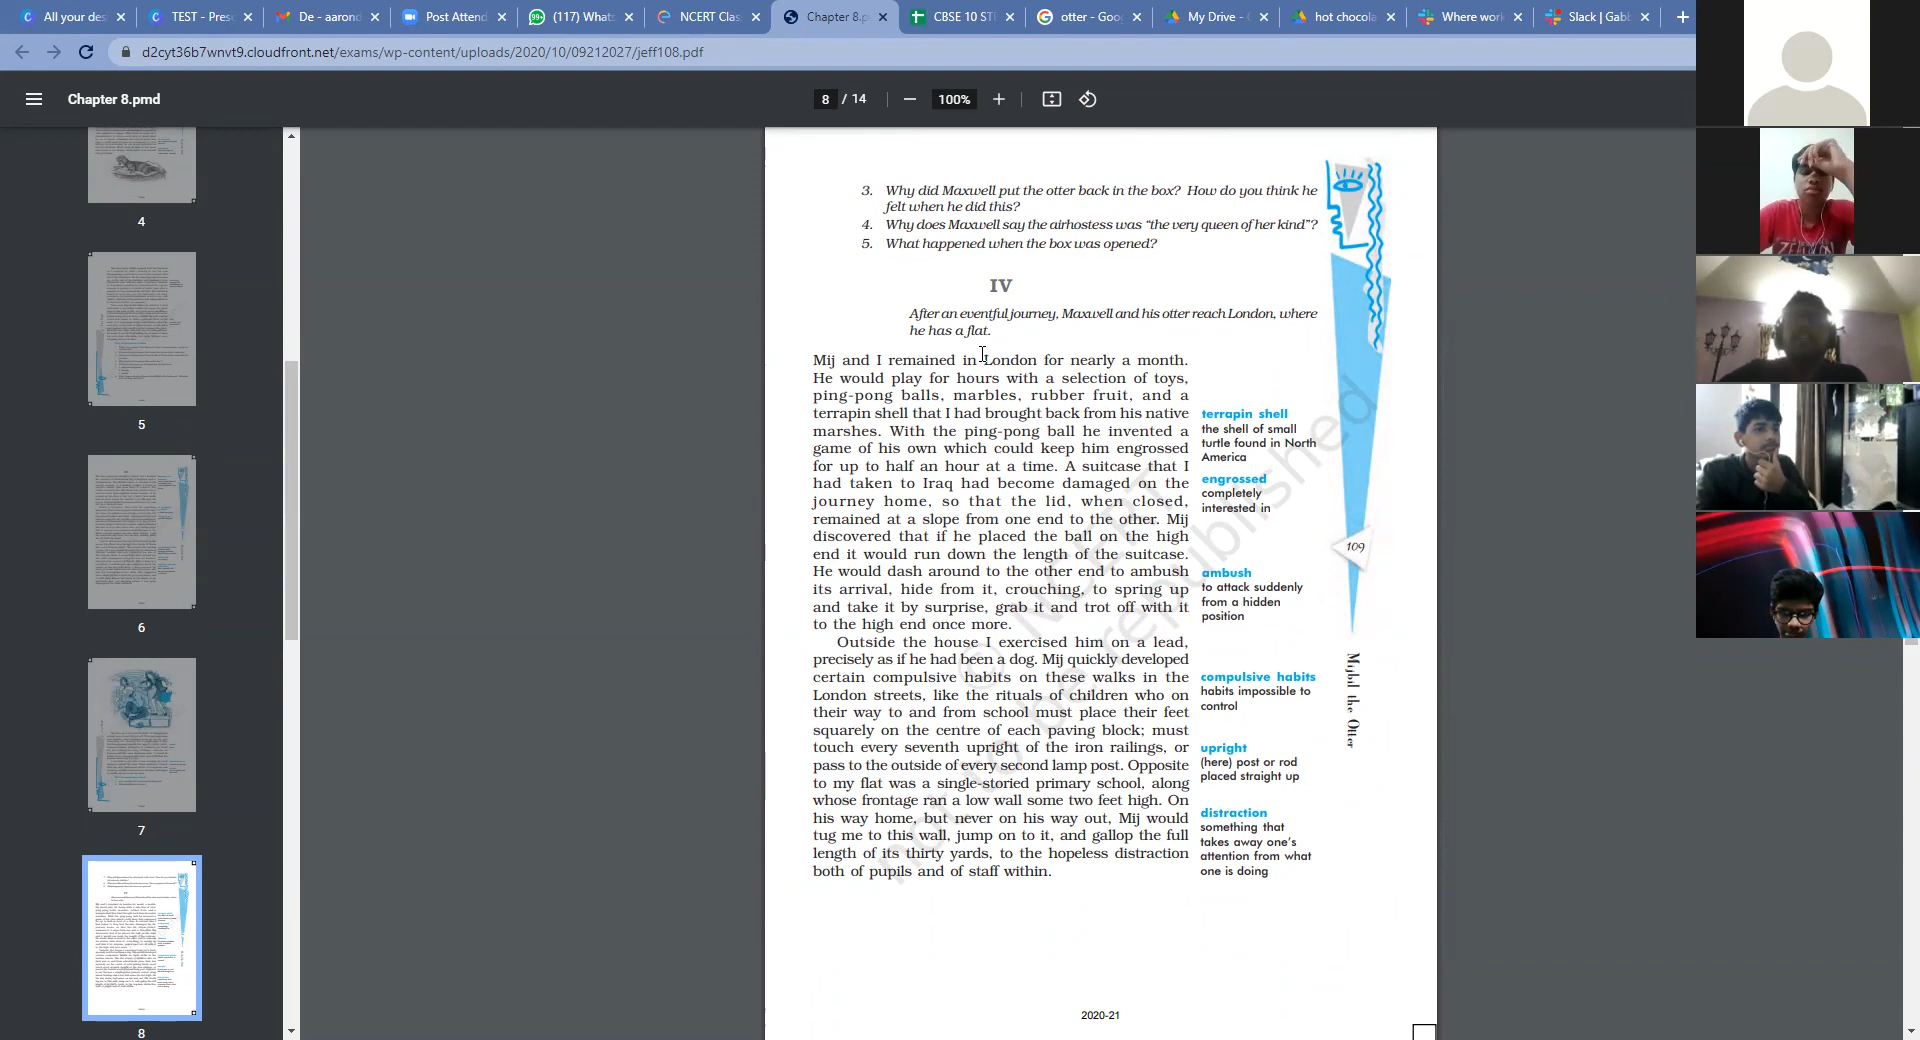 All your des
TEST - Pres
De - aarond
Post Attend
(117) Whats
NCERT Clas
Chapter 8.p
CBSE 10 ST
otter - Goo
My Drive -
hot chocola
Where work
Slack | Gab
d2cyt36b7wnvt9.cloudfront.net/exams/wp-content/uploads/2020/10/09212027/jeff108.pdf
Chapter 8.pmd
8 / 14
100%
4
5
6
7
8
3. Why did Maxwell put the otter back in the box? How do you think he
felt when he did this?
4. Why does Maxwell say the airhostess was “the very queen of her kind”?
5. What happened when the box was opened?
IV
After an eventful journey, Maxwell and his otter reach London, where
he has a flat.
Mij and I remained in London for nearly a month.
He would play for hours with a selection of toys,
ping-pong balls, marbles, rubber fruit, and a
terrapin shell that I had brought back from his native
marshes. With the ping-pong ball he invented a
game of his own which could keep him engrossed
for up to half an hour at a time. A suitcase that I
had taken to Iraq had become damaged on the
journey home, so that the lid, when closed,
remained at a slope from one end to the other. Mij
discovered that if he placed the ball on the high
end it would run down the length of the suitcase.
He would dash around to the other end to ambush
its arrival, hide from it, crouching, to spring up
and take it by surprise, grab it and trot off with it
to the high end once more.
Outside the house I exercised him on a lead,
precisely as if he had been a dog. Mij quickly developed
certain compulsive habits on these walks in the
London streets, like the rituals of children who on
their way to and from school must place their feet
squarely on the centre of each paving block; must
touch every seventh upright of the iron railings, or
pass to the outside of every second lamp post. Opposite
to my flat was a single-storied primary school, along
whose frontage ran a low wall some two feet high. On
his way home, but never on his way out, Mij would
tug me to this wall, jump on to it, and gallop the full
length of its thirty yards, to the hopeless distraction
both of pupils and of staff within.
terrapin shell
the shell of small
turtle found in North
America
engrossed
completely
interested in
ambush
to attack suddenly
from a hidden
position
compulsive habits
habits impossible to
control
upright
(here) post or rod
placed straight up
distraction
something that
takes away one’s
attention from what
one is doing
109
Mijbil the Otter
© NCERT
not to be republished
2020-21